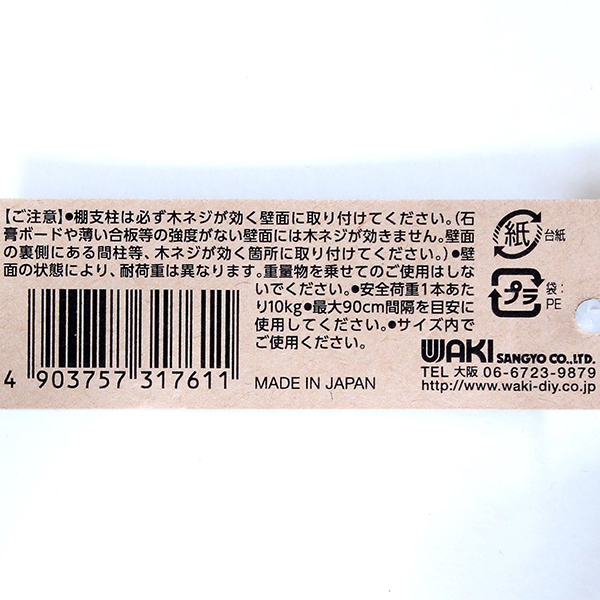 【ご注意】●棚支柱は必ず木ネジが効く壁面に取り付けてください。(石
膏ボードや薄い合板等の強度がない壁面には木ネジが効きません。壁面
の裏側にある間柱等、木ネジが効く箇所に取り付けてください。)●壁
面の状態により、耐荷重は異なります。重量物を乗せてのご使用はしな
いでください。●安全荷重1本あた
り10kg●最大90cm間隔を目安に
使用してください。●サイズ内で
ご使用ください。
4 903757 317611
MADE IN JAPAN
紙 台紙
プラ 袋:
PE
WAKI SANGYO CO.,LTD.
TEL 大阪 06-6723-9879
http://www.waki-diy.co.jp